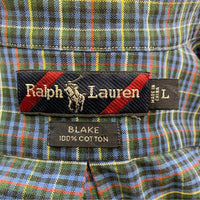 Ralph Lauren
L
BLAKE
100% COTTON